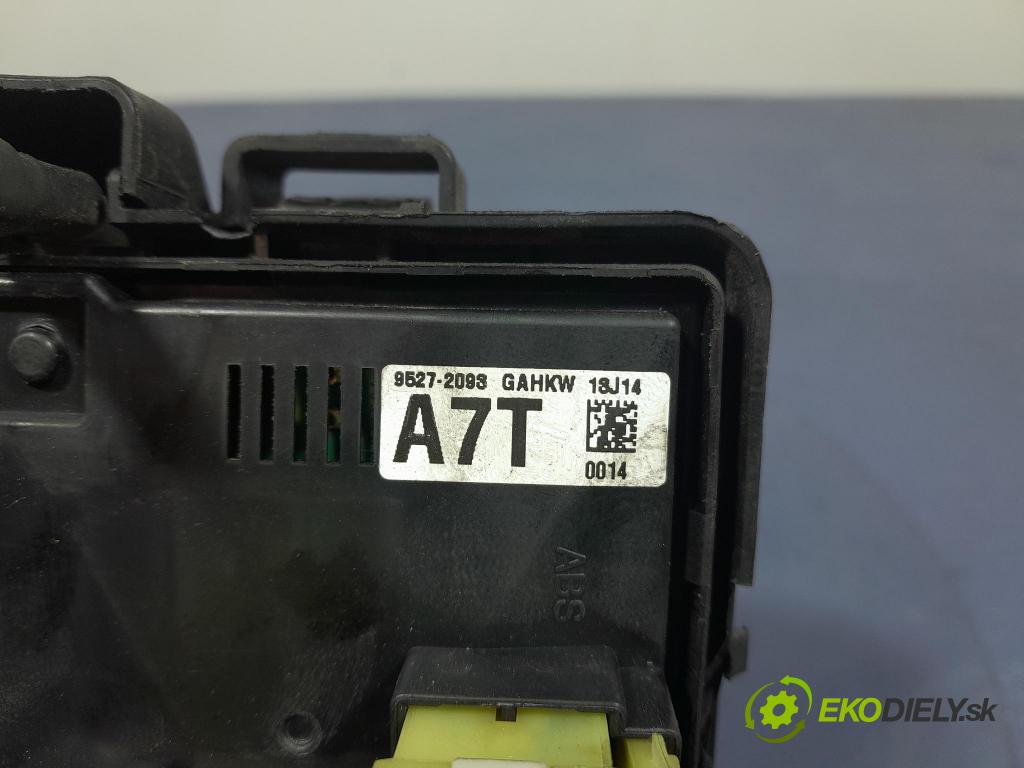 9527-2093 GAHKW 13J14
A7T
0014
ABS
EKODIELY.sk